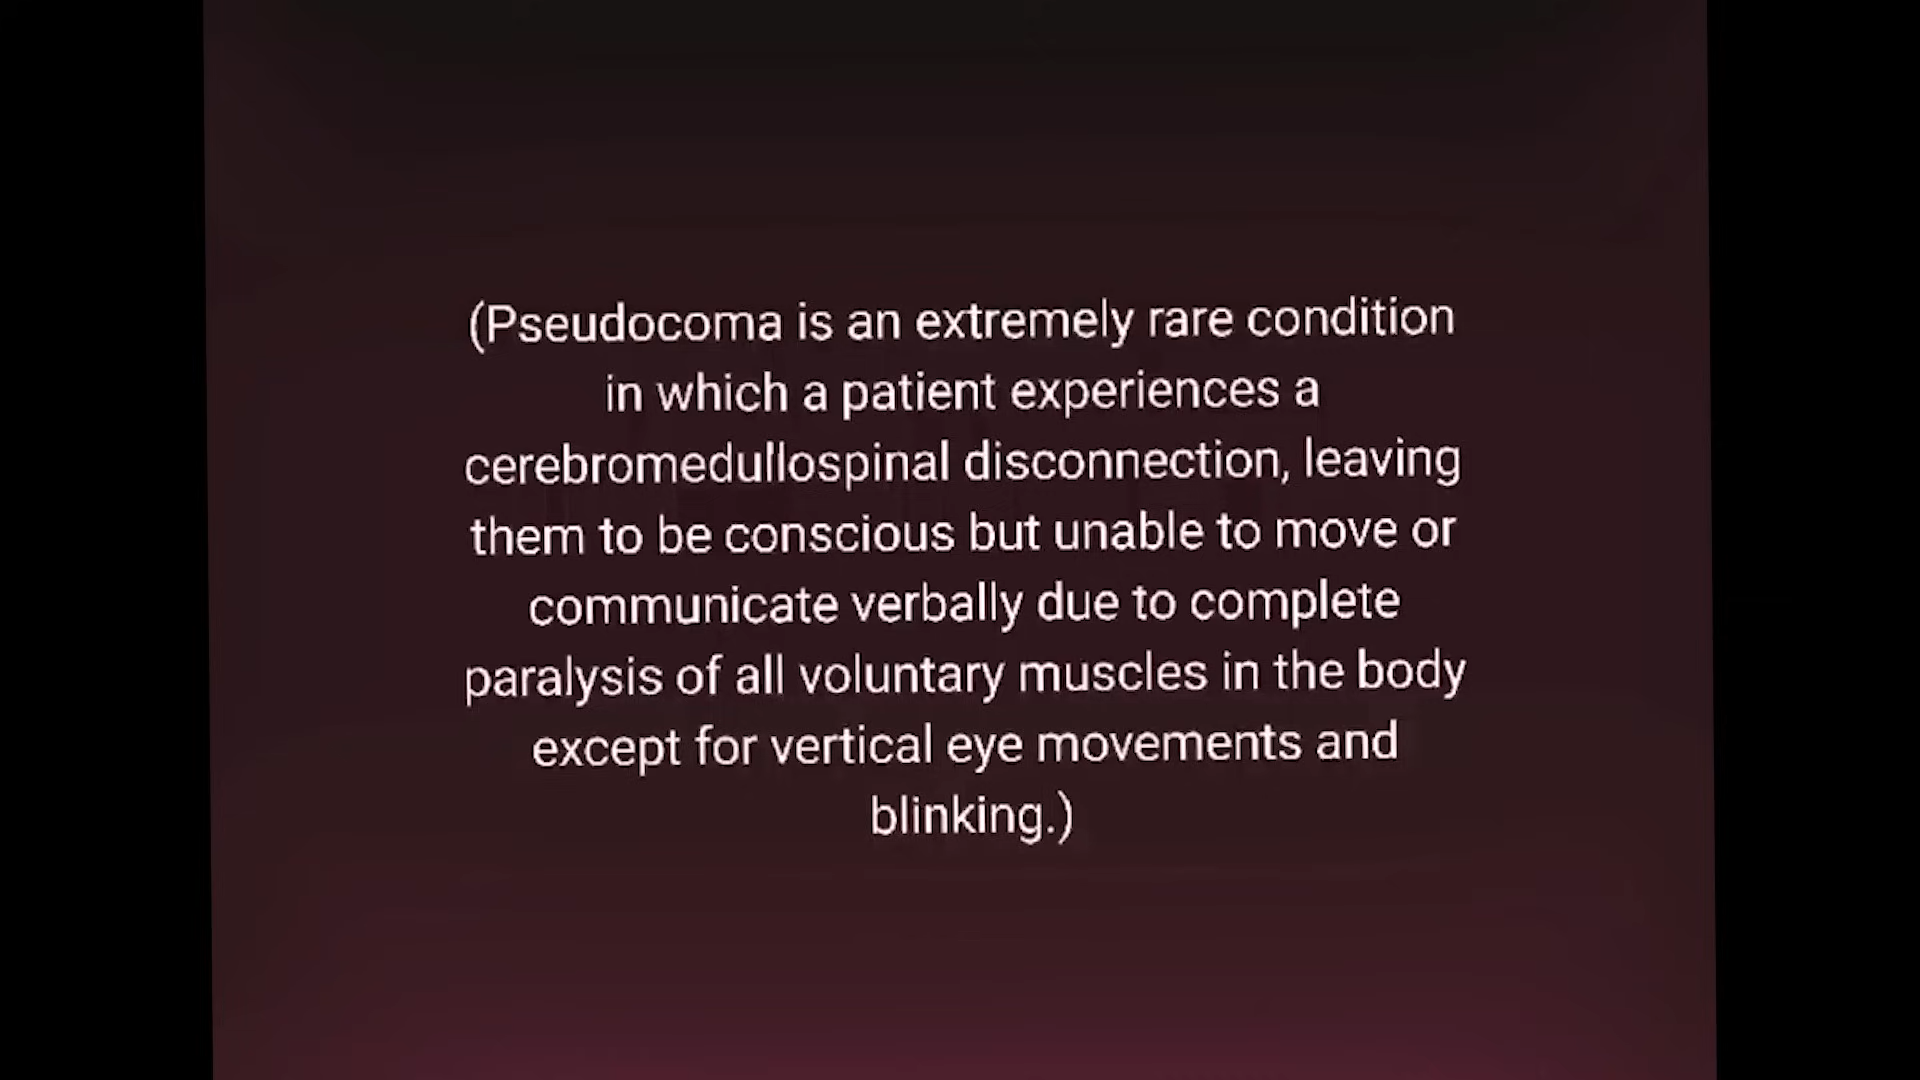 (Pseudocoma is an extremely rare condition
in which a patient experiences a
cerebromedullospinal disconnection, leaving
them to be conscious but unable to move or
communicate verbally due to complete
paralysis of all voluntary muscles in the body
except for vertical eye movements and
blinking.)